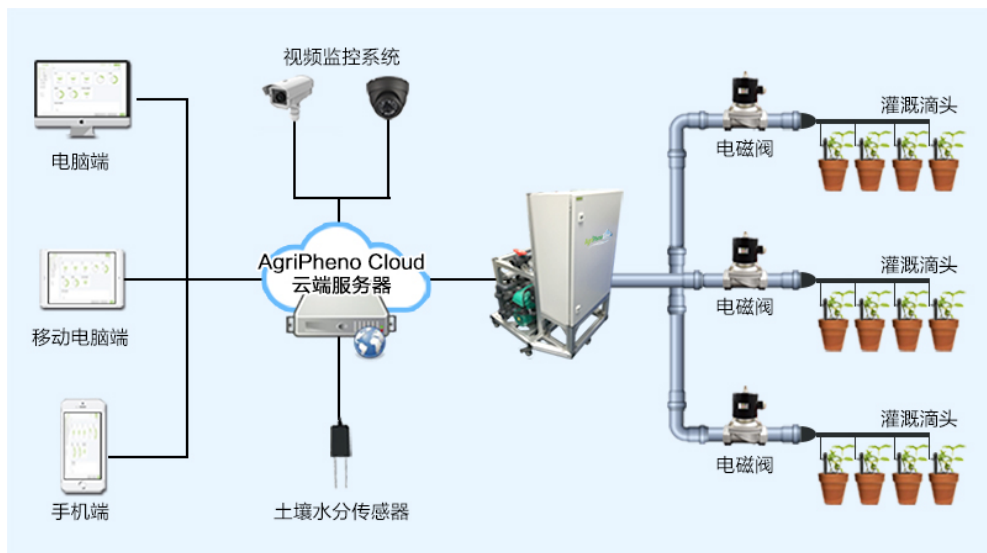 视频监控系统
电脑端
移动电脑端
手机端
AgriPheno Cloud
云端服务器
土壤水分传感器
AgriPheno
电磁阀
灌溉滴头
电磁阀
灌溉滴头
电磁阀
灌溉滴头